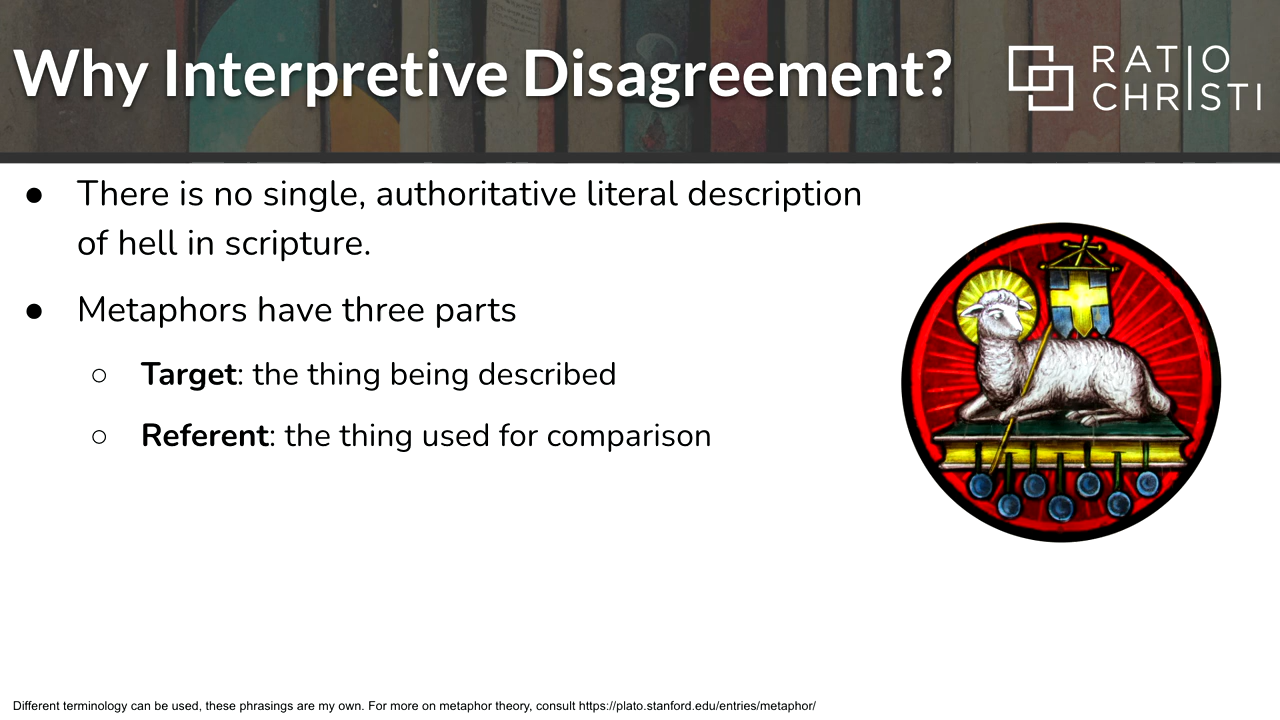 Why Interpretive Disagreement?
RATIO
CHRISTI
● There is no single, authoritative literal description
of hell in scripture.
● Metaphors have three parts
○ Target: the thing being described
○ Referent: the thing used for comparison
Different terminology can be used, these phrasings are my own. For more on metaphor theory, consult https://plato.stanford.edu/entries/metaphor/